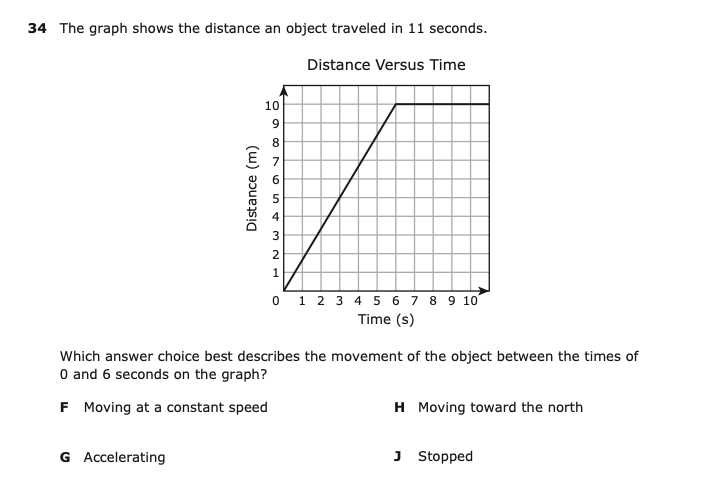 34 The graph shows the distance an object traveled in 11 seconds.
Distance Versus Time
Distance (m)
10
9
8
7
6
5
4
3
2
1
0 1 2 3 4 5 6 7 8 9 10
Time (s)
Which answer choice best describes the movement of the object between the times of
0 and 6 seconds on the graph?
F Moving at a constant speed
H Moving toward the north
G Accelerating
J Stopped